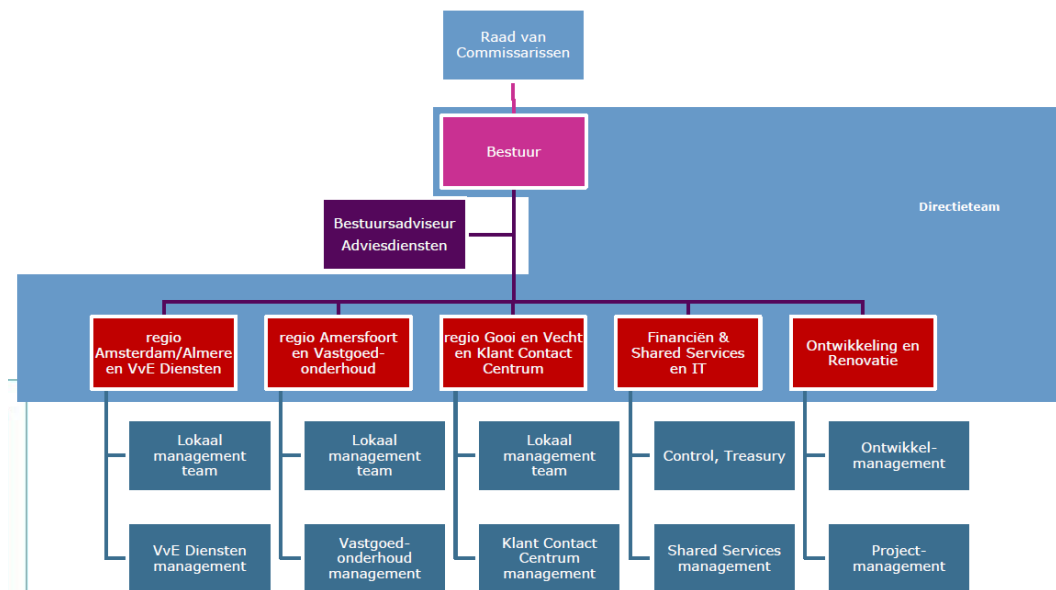 Raad van
Commissarissen
Bestuur
Directieteam
Bestuursadviseur
Adviesdiensten
regio
Amsterdam/Almere
en VvE Diensten
regio Amersfoort
en Vastgoed-
onderhoud
regio Gooi en Vecht
en Klant Contact
Centrum
Financiën &
Shared Services
en IT
Ontwikkeling en
Renovatie
Lokaal
management
team
Lokaal
management
team
Lokaal
management
team
Control, Treasury
Ontwikkel-
management
VvE Diensten
management
Vastgoed-
onderhoud
management
Klant Contact
Centrum
management
Shared Services
management
Project-
management